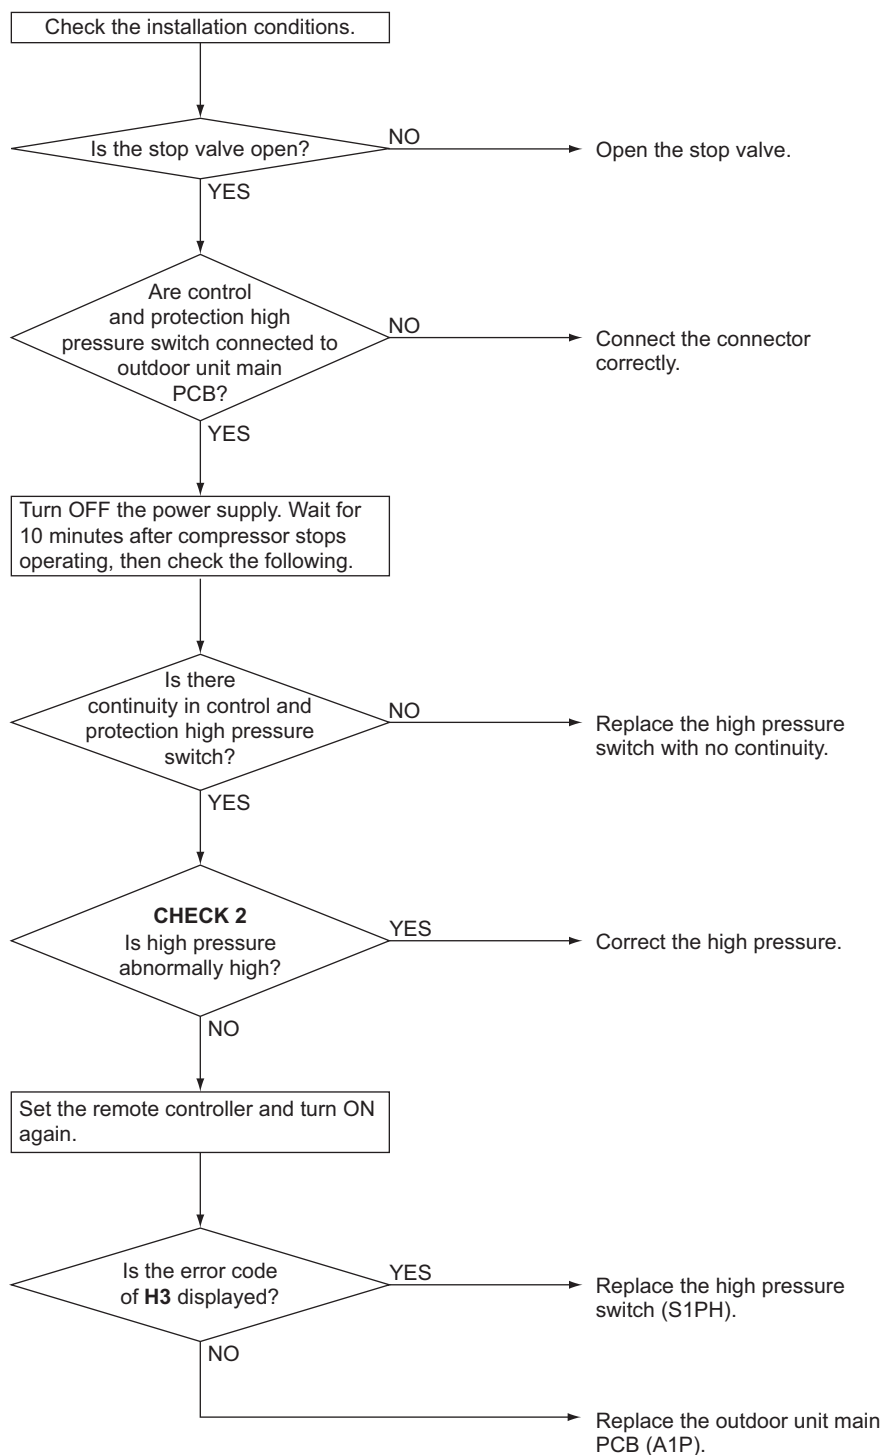 Check the installation conditions.
Is the stop valve open?
NO
Open the stop valve.
YES
Are control
and protection high
pressure switch connected to
outdoor unit main
PCB?
NO
Connect the connector
correctly.
YES
Turn OFF the power supply. Wait for
10 minutes after compressor stops
operating, then check the following.
Is there
continuity in control and
protection high pressure
switch?
NO
Replace the high pressure
switch with no continuity.
YES
CHECK 2
Is high pressure
abnormally high?
YES
Correct the high pressure.
NO
Set the remote controller and turn ON
again.
Is the error code
of H3 displayed?
YES
Replace the high pressure
switch (S1PH).
NO
Replace the outdoor unit main
PCB (A1P).